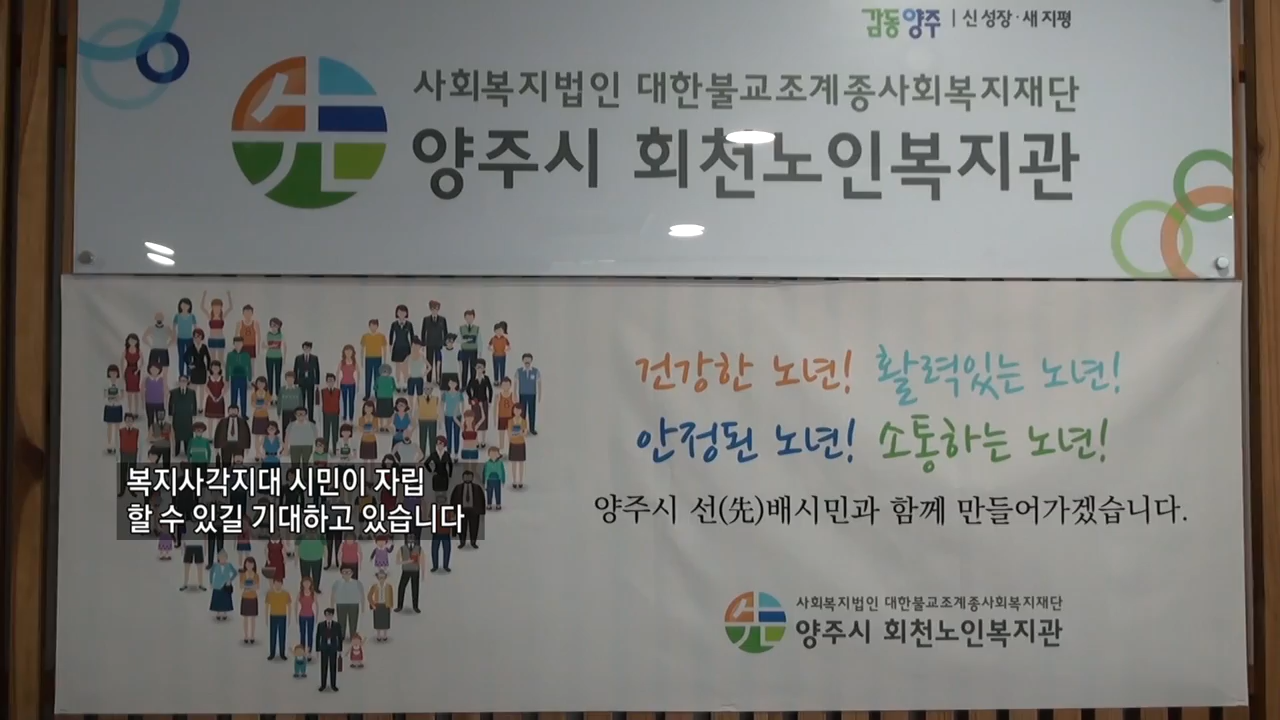 감동양주 | 신성장·새지평
사회복지법인 대한불교조계종사회복지재단
양주시 회천노인복지관
건강한 노년! 활력있는 노년!
안정된 노년! 소통하는 노년!
양주시 선(先)배시민과 함께 만들어가겠습니다.
복지사각지대 시민이 자립
할 수 있길 기대하고 있습니다
사회복지법인 대한불교조계종사회복지재단
양주시 회천노인복지관